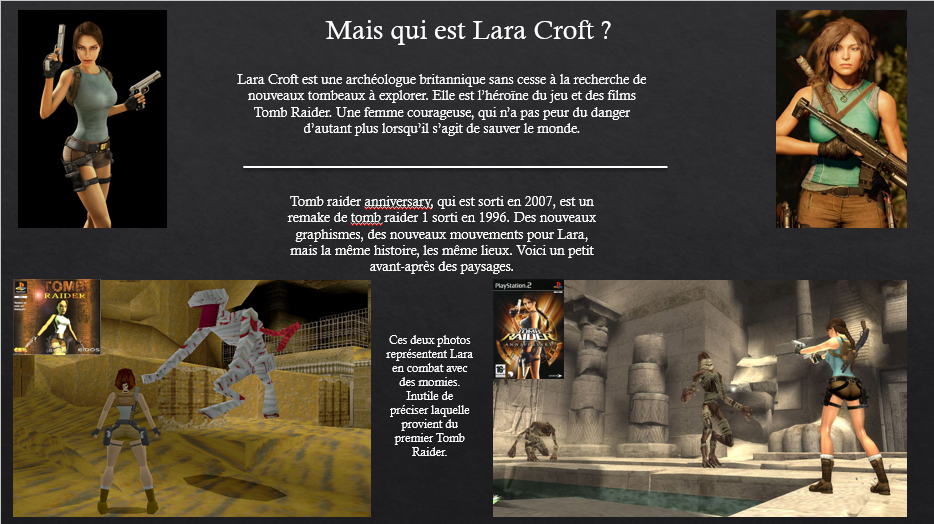 Mais qui est Lara Croft ?
Lara Croft est une archéologue britannique sans cesse à la recherche de
nouveaux tombeaux à explorer. Elle est l'héroïne du jeu et des films
Tomb Raider. Une femme courageuse, qui n'a pas peur du danger
d'autant plus lorsqu'il s'agit de sauver le monde.
Tomb raider anniversary, qui est sorti en 2007, est un
remake de tomb raider 1 sorti en 1996. Des nouveaux
graphismes, des nouveaux mouvements pour Lara,
mais la même histoire, les même lieux. Voici un petit
avant-après des paysages.
TOMB
RAIDER
EIDOS
Ces deux photos
représentent Lara
en combat avec
des momies.
Inutile de
préciser laquelle
provient du
premier Tomb
Raider.
PlayStation.2
TOMB
RAIDER
ANNIVERSARY
16